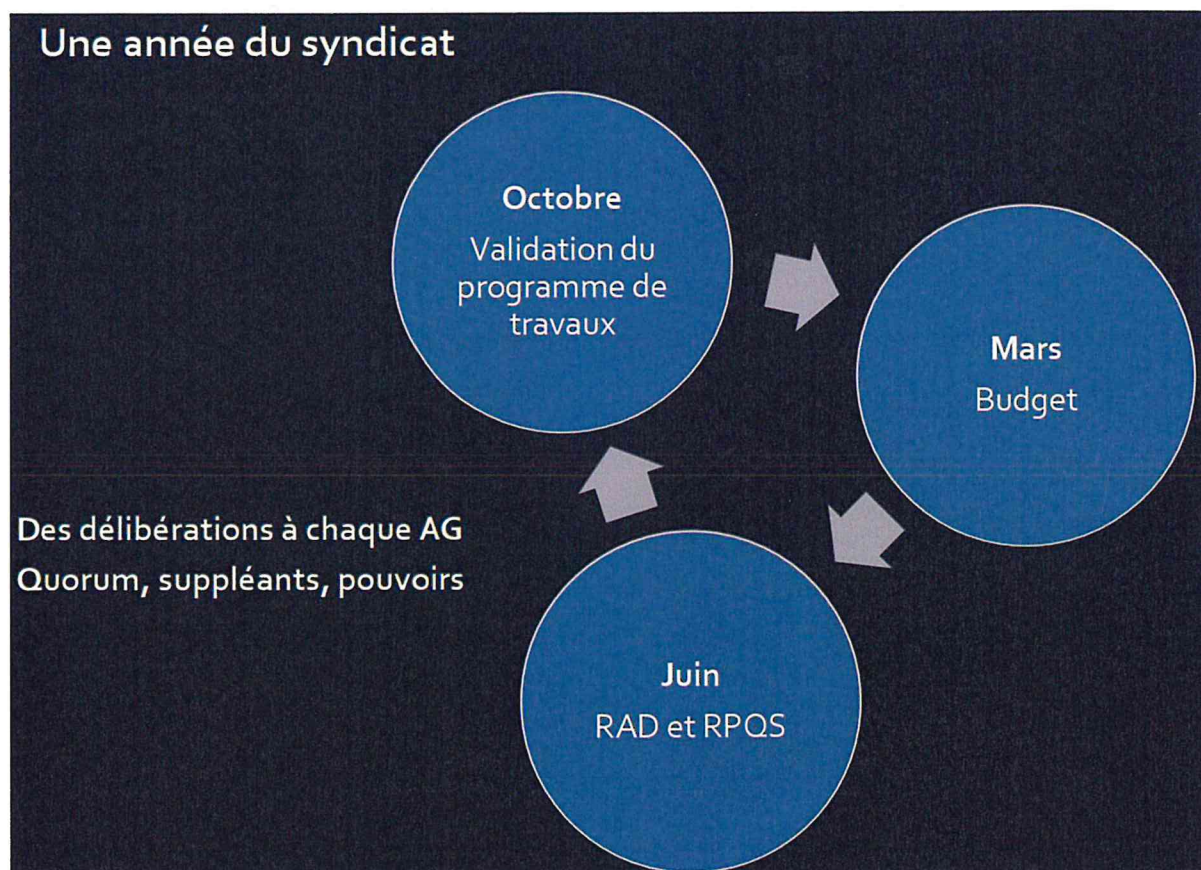 Une année du syndicat
Octobre
Validation du
programme de
travaux
Mars
Budget
Des délibérations à chaque AG
Quorum, suppléants, pouvoirs
Juin
RAD et RPQS